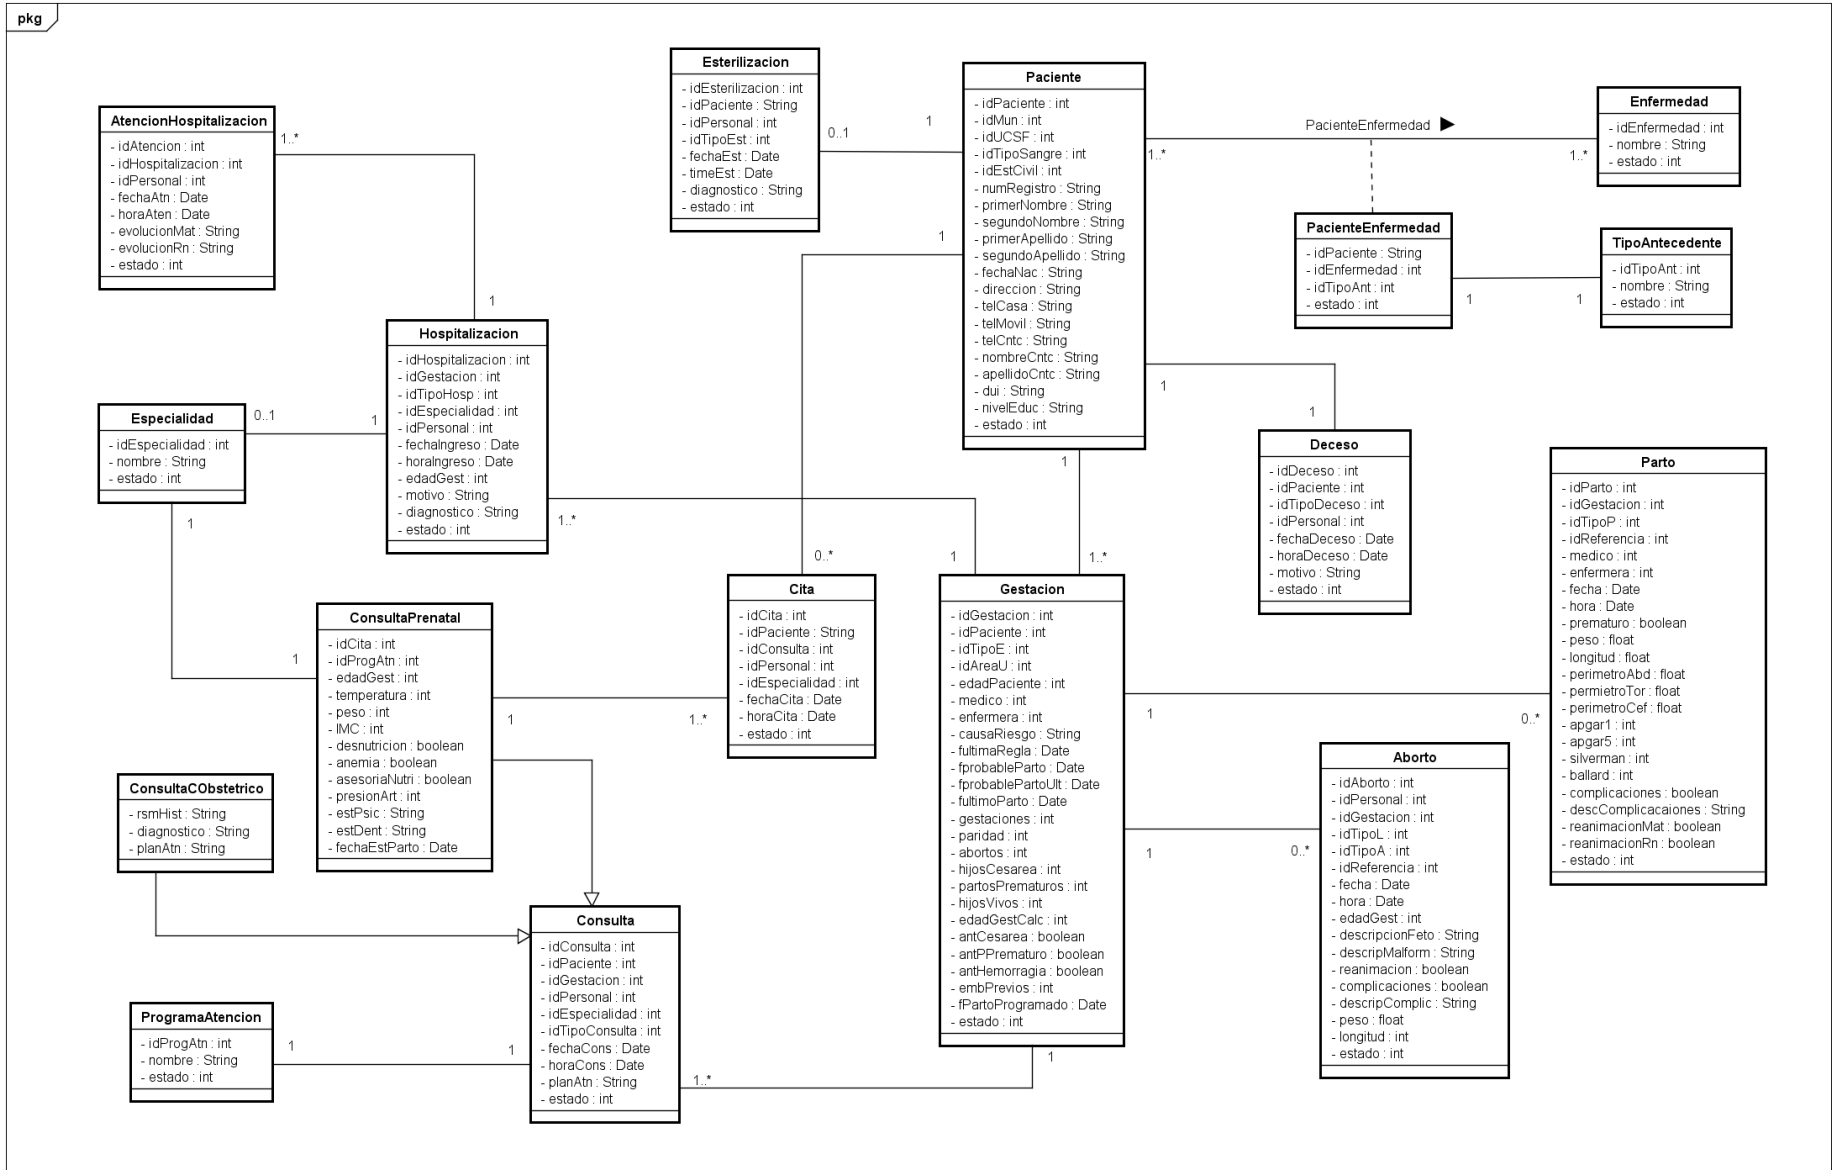 pkg
Esterilizacion
- idEsterilizacion : int
- idPaciente : String
- idPersonal : int
- idTipoEst : int
- fechaEst : Date
- timeEst : Date
- diagnostico : String
- estado : int
0..1
1
Paciente
- idPaciente : int
- idMun : int
- idUCSF : int
- idTipoSangre : int
- idEstCivil : int
- numRegistro : String
- primerNombre : String
- segundoNombre : String
- primerApellido : String
- segundoApellido : String
- fechaNac : String
- direccion : String
- telCasa : String
- telMovil : String
- telCntc : String
- nombreCntc : String
- apellidoCntc : String
- dui : String
- nivelEduc : String
- estado : int
PacienteEnfermedad
1..*
1..*
Enfermedad
- idEnfermedad : int
- nombre : String
- estado : int
AtencionHospitalizacion
- idAtencion : int
- idHospitalizacion : int
- idPersonal : int
- fechaAtn : Date
- horaAten : Date
- evolucionMat : String
- evolucionRn : String
- estado : int
1..*
1
PacienteEnfermedad
- idPaciente : String
- idEnfermedad : int
- idTipoAnt : int
- estado : int
1
1
TipoAntecedente
- idTipoAnt : int
- nombre : String
- estado : int
1
Hospitalizacion
- idHospitalizacion : int
- idGestacion : int
- idTipoHosp : int
- idEspecialidad : int
- idPersonal : int
- fechaIngreso : Date
- horaIngreso : Date
- edadGest : int
- motivo : String
- diagnostico : String
- estado : int
Especialidad
- idEspecialidad : int
- nombre : String
- estado : int
0..1
1
1
1
1..*
1
1
Deceso
- idDeceso : int
- idPaciente : int
- idTipoDeceso : int
- idPersonal : int
- fechaDeceso : Date
- horaDeceso : Date
- motivo : String
- estado : int
Parto
- idParto : int
- idGestacion : int
- idTipoP : int
- idReferencia : int
- medico : int
- enfermera : int
- fecha : Date
- hora : Date
- prematuro : boolean
- peso : float
- longitud : float
- perimetroAbd : float
- permietroTor : float
- perimetroCef : float
- apgar1 : int
- apgar5 : int
- silverman : int
- ballard : int
- complicaciones : boolean
- descComplicacaiones : String
- reanimacionMat : boolean
- reanimacionRn : boolean
- estado : int
0..*
1
1..*
ConsultaPrenatal
- idCita : int
- idProgAtn : int
- edadGest : int
- temperatura : int
- peso : int
- IMC : int
- desnutricion : boolean
- anemia : boolean
- asesoriaNutri : boolean
- presionArt : int
- estPsic : String
- estDent : String
- fechaEstParto : Date
1
1
1..*
Cita
- idCita : int
- idPaciente : String
- idConsulta : int
- idPersonal : int
- idEspecialidad : int
- fechaCita : Date
- horaCita : Date
- estado : int
Gestacion
- idGestacion : int
- idPaciente : int
- idTipoE : int
- idAreaU : int
- edadPaciente : int
- medico : int
- enfermera : int
- causaRiesgo : String
- fultimaRegla : Date
- fprobableParto : Date
- fprobablePartoUlt : Date
- fultimoParto : Date
- gestaciones : int
- paridad : int
- abortos : int
- hijosCesarea : int
- partosPrematuros : int
- hijosVivos : int
- edadGestCalc : int
- antCesarea : boolean
- antPPrematuro : boolean
- antHemorragia : boolean
- embPrevios : int
- fPartoProgramado : Date
- estado : int
1
0..*
1
0..*
Aborto
- idAborto : int
- idPersonal : int
- idGestacion : int
- idTipoL : int
- idTipoA : int
- idReferencia : int
- fecha : Date
- hora : Date
- edadGest : int
- descripcionFeto : String
- descripMalform : String
- reanimacion : boolean
- complicaciones : boolean
- descripComplic : String
- peso : float
- longitud : int
- estado : int
ConsultaCObstetrico
- rsmHist : String
- diagnostico : String
- planAtn : String
Consulta
- idConsulta : int
- idPaciente : int
- idGestacion : int
- idPersonal : int
- idEspecialidad : int
- idTipoConsulta : int
- fechaCons : Date
- horaCons : Date
- planAtn : String
- estado : int
ProgramaAtencion
- idProgAtn : int
- nombre : String
- estado : int
1
1
1..*
1